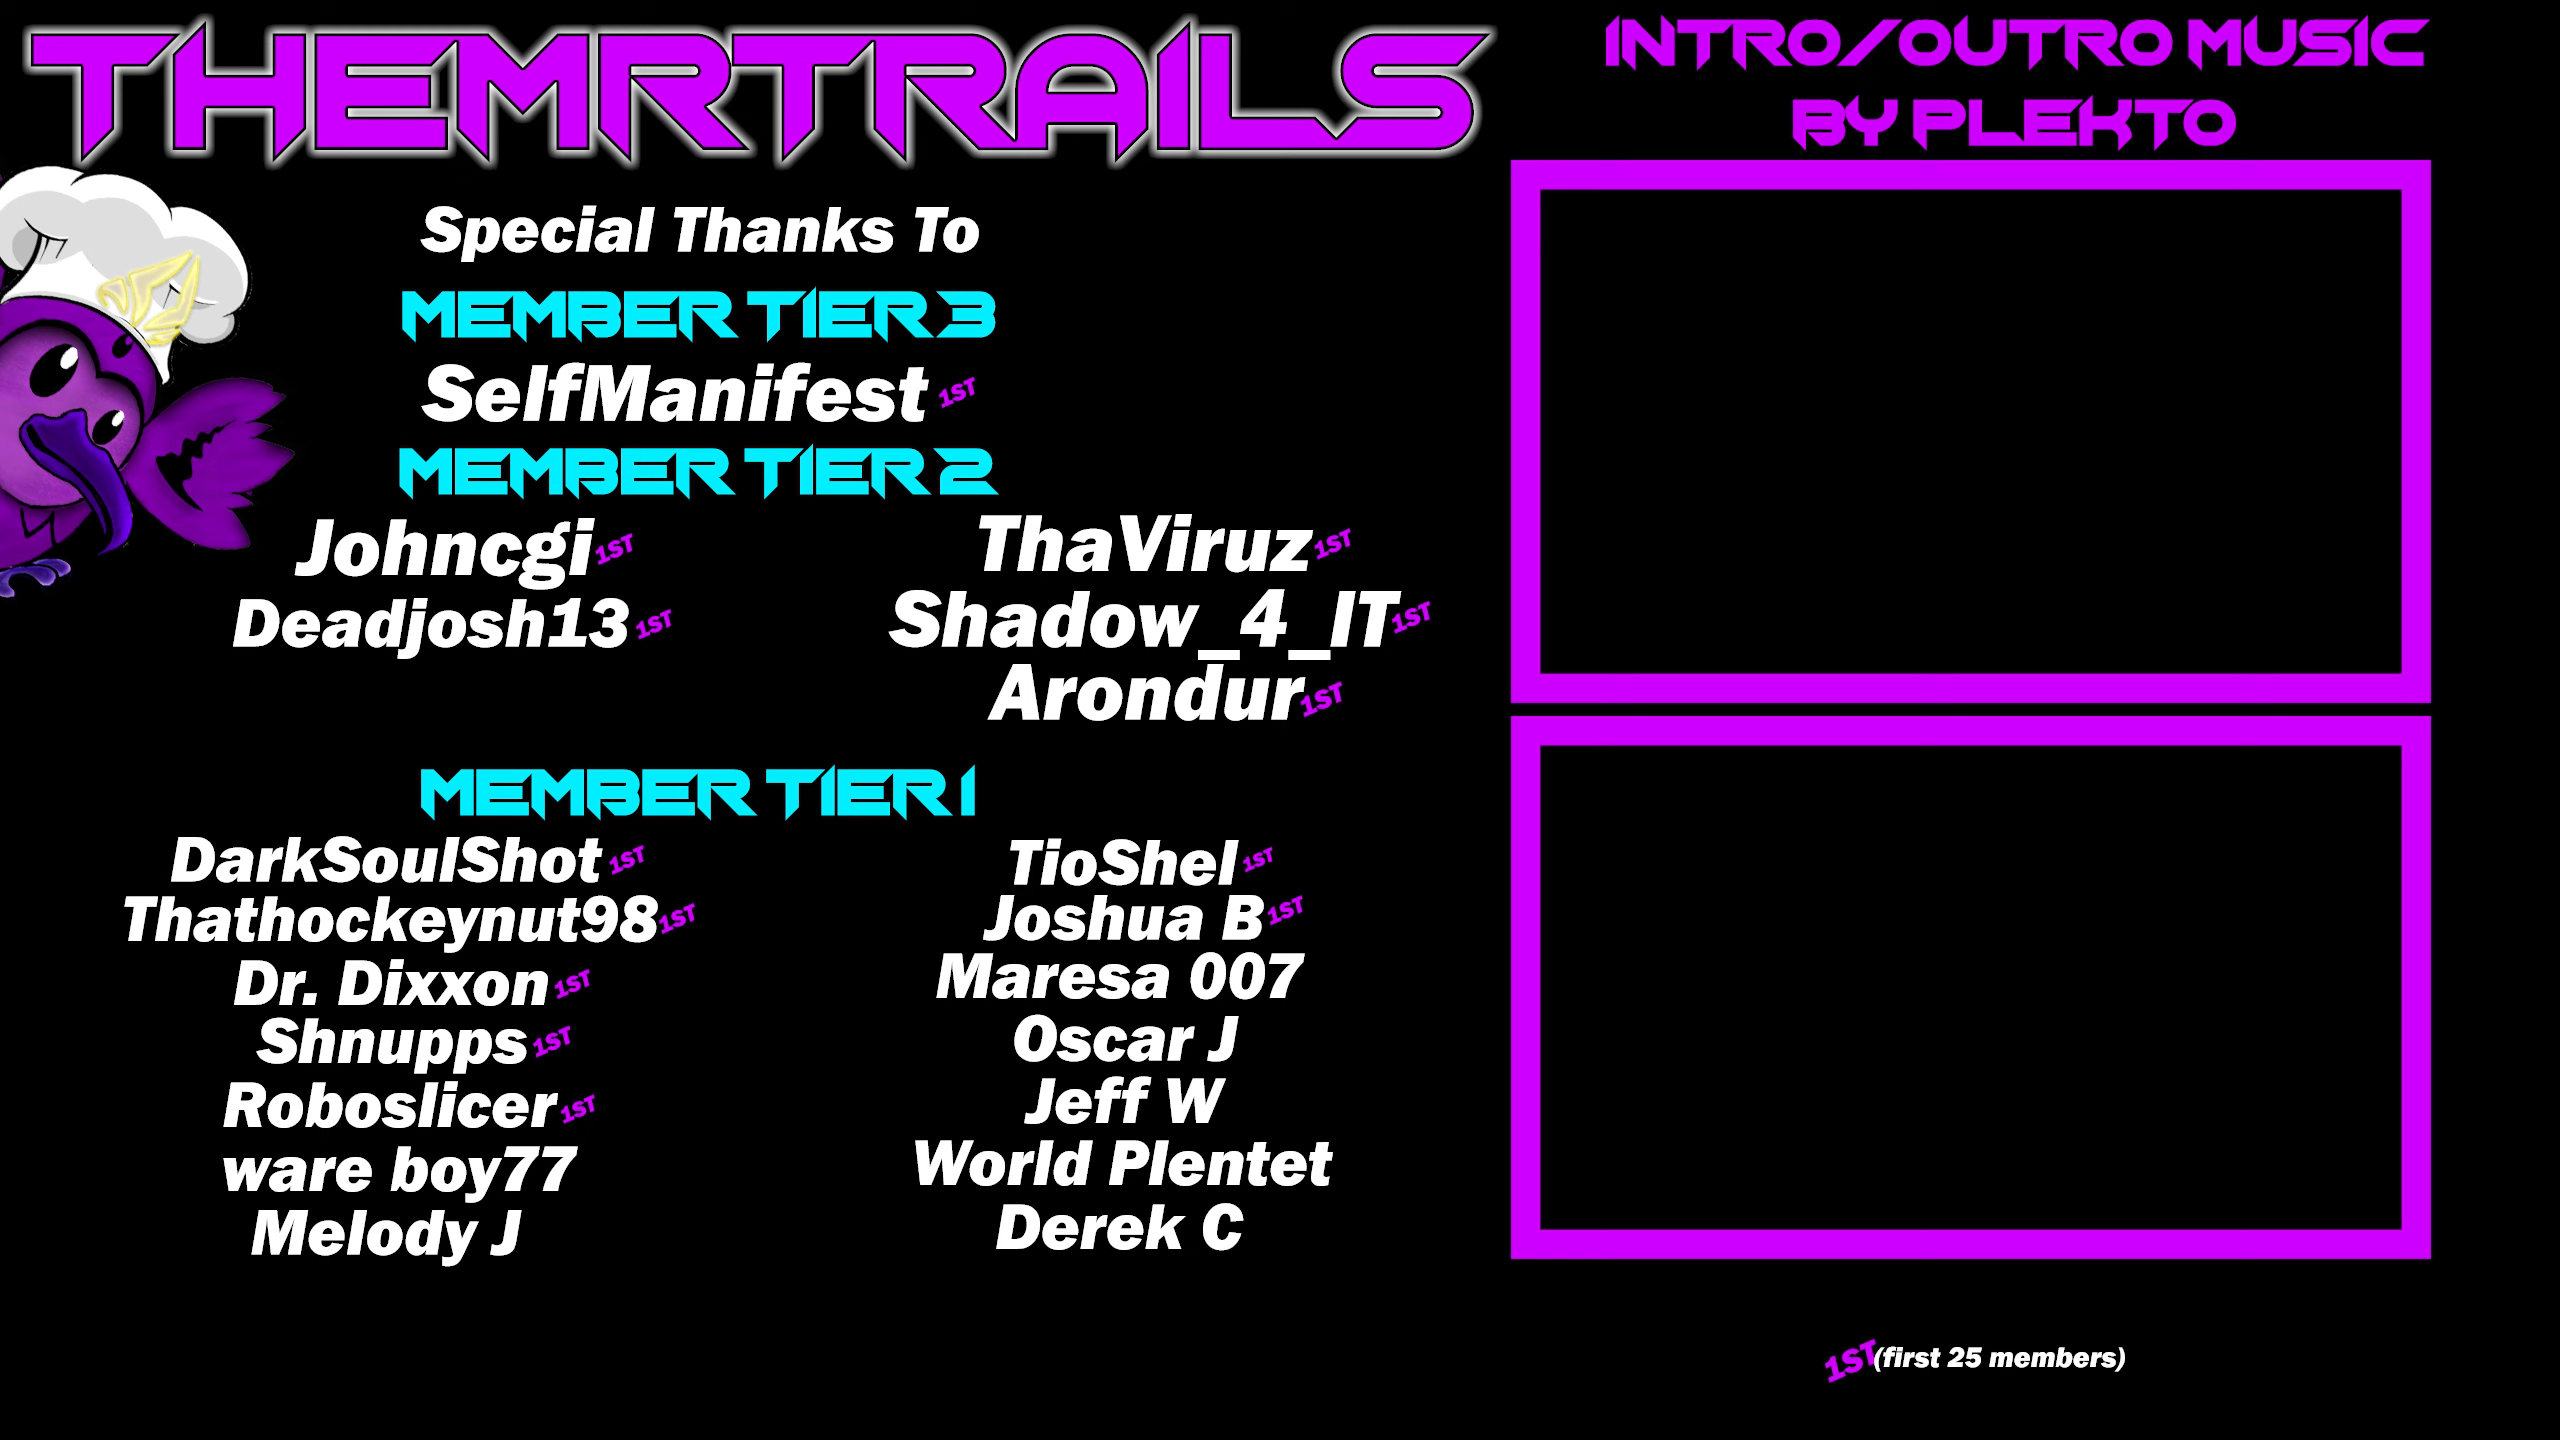 THEMRTRAILS
INTRO/OUTRO MUSIC
BY PLEKTO
Special Thanks To
MEMBER TIER 3
SelfManifest 1ST
MEMBER TIER 2
Johncgi 1ST
Deadjosh13 1ST
ThaViruz 1ST
Shadow_4_IT 1ST
Arondur 1ST
MEMBER TIER 1
DarkSoulShot 1ST
Thathockeynut98 1ST
Dr. Dixxon 1ST
Shnupps 1ST
Roboslicer 1ST
ware boy77
Melody J
TioShel 1ST
Joshua B 1ST
Maresa 007
Oscar J
Jeff W
World Plentet
Derek C
1ST (first 25 members)